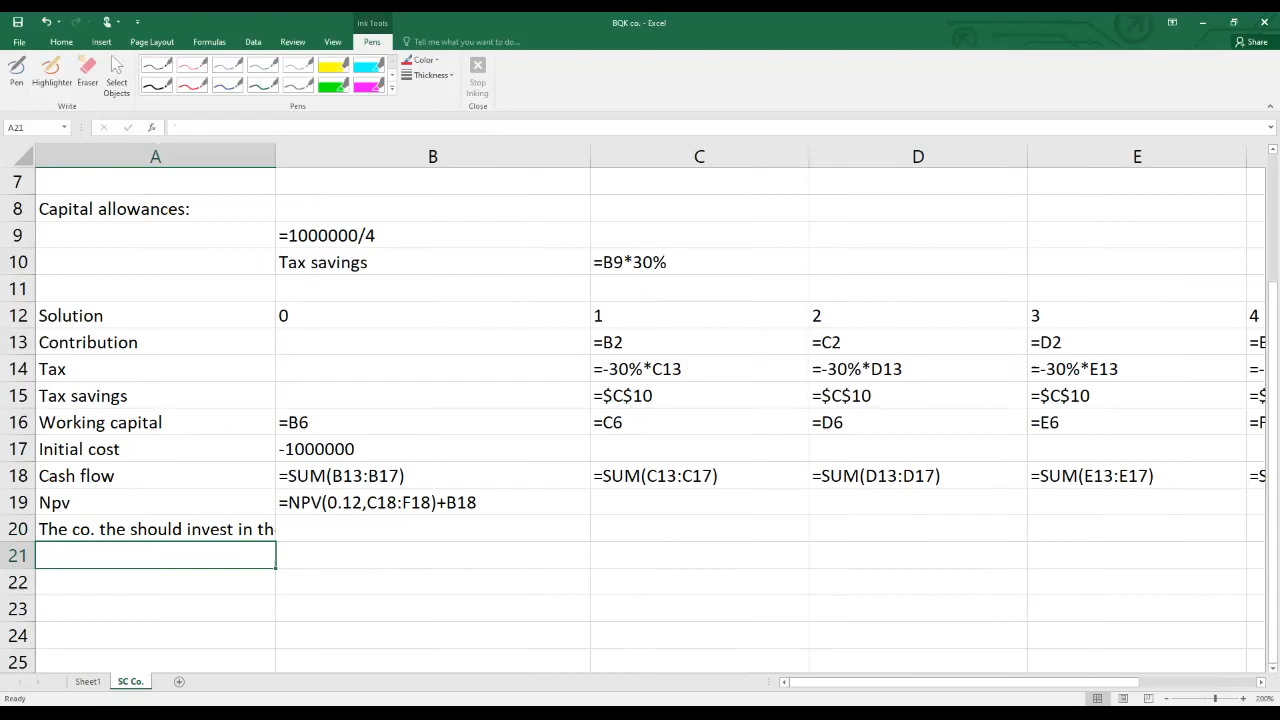 Ink Tools
BQK co. - Excel
File Home Insert Page Layout Formulas Data Review View Pens Tell me what you want to do... Share
Pen Highlighter Eraser Select Objects Color Thickness Stop Inking
Write Pens Close
A21 fx '
A B C D E
7
8 Capital allowances:
9 =1000000/4
10 Tax savings =B9*30%
11
12 Solution 0 1 2 3 4
13 Contribution =B2 =C2 =D2 =E
14 Tax =-30%*C13 =-30%*D13 =-30%*E13 =-
15 Tax savings =$C$10 =$C$10 =$C$10 =$
16 Working capital =B6 =C6 =D6 =E6 =F
17 Initial cost -1000000
18 Cash flow =SUM(B13:B17) =SUM(C13:C17) =SUM(D13:D17) =SUM(E13:E17) =S
19 Npv =NPV(0.12,C18:F18)+B18
20 The co. the should invest in th
21
22
23
24
25
Sheet1 SC Co.
Ready 200%